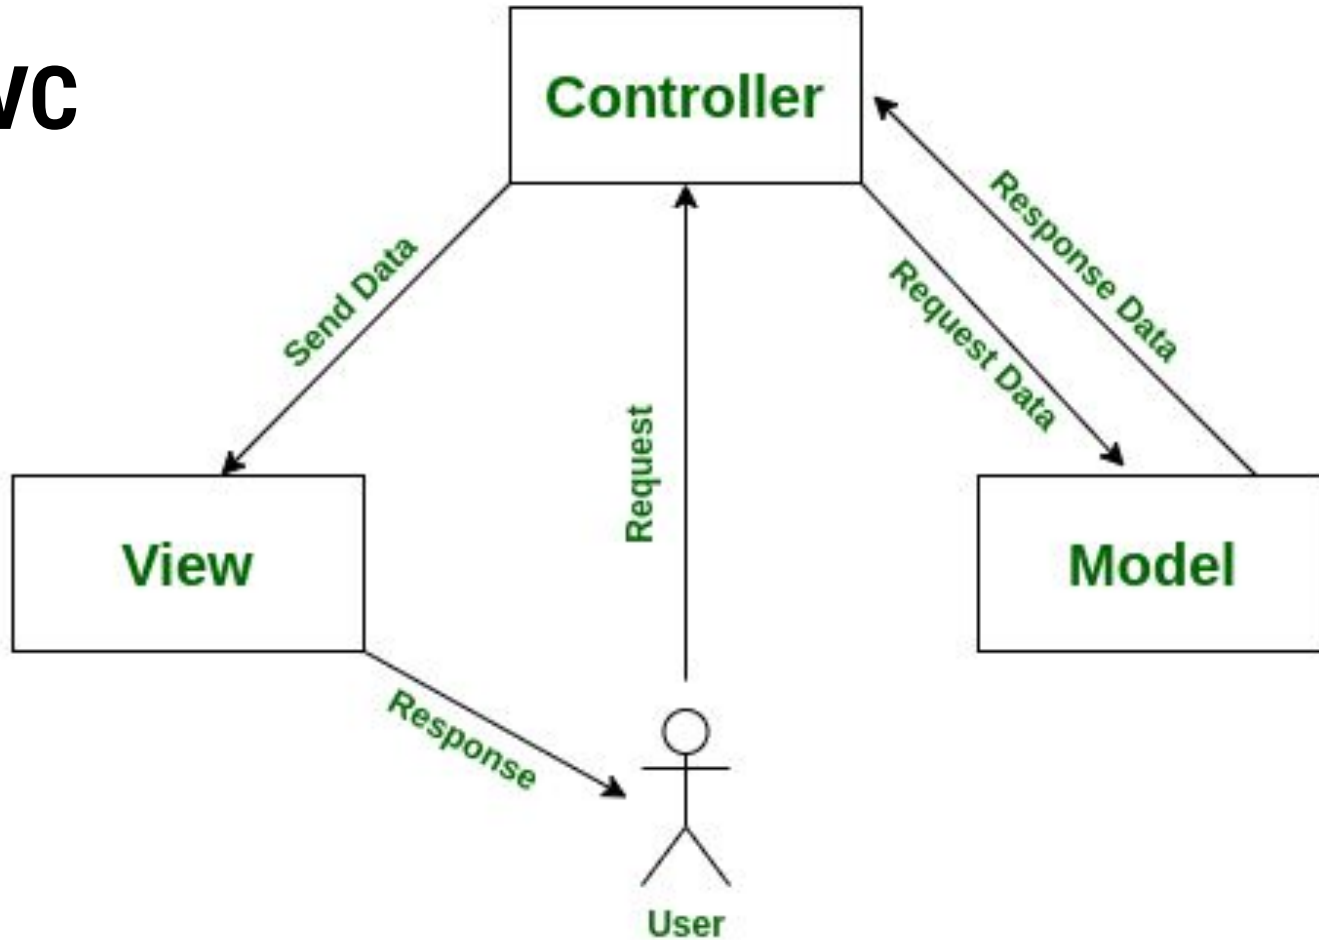 VC
Controller
Send Data
Response Data
Request Data
Request
View
Model
Response
User